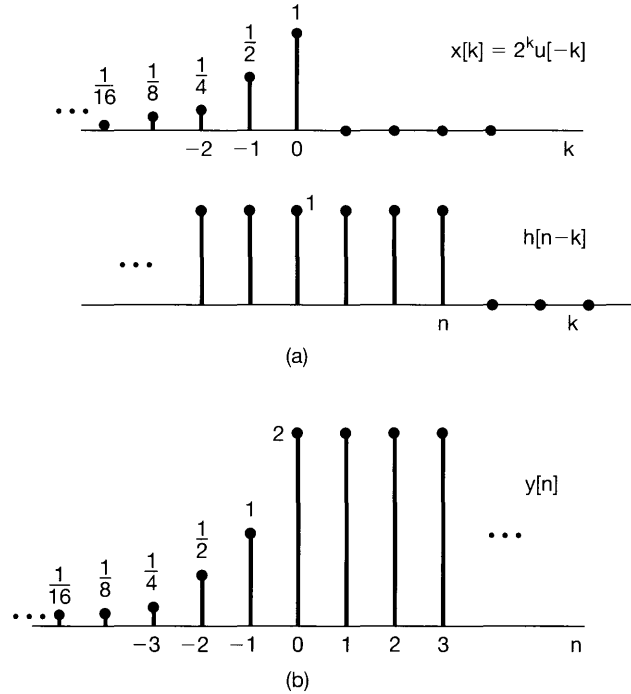 1
1/2
1/4
1/8
1/16
x[k] = 2^k u[−k]
...
−2 −1 0 k
1
h[n−k]
...
n k
(a)
2
y[n]
1
1/2
1/4
1/8
1/16
...
...
−3 −2 −1 0 1 2 3 n
(b)